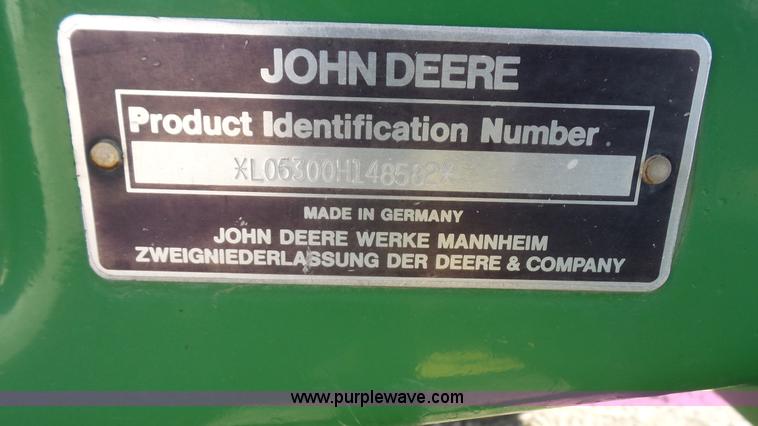 JOHN DEERE
Product Identification Number
*L06300H148582*
MADE IN GERMANY
JOHN DEERE WERKE MANNHEIM
ZWEIGNIEDERLASSUNG DER DEERE & COMPANY
www.purplewave.com